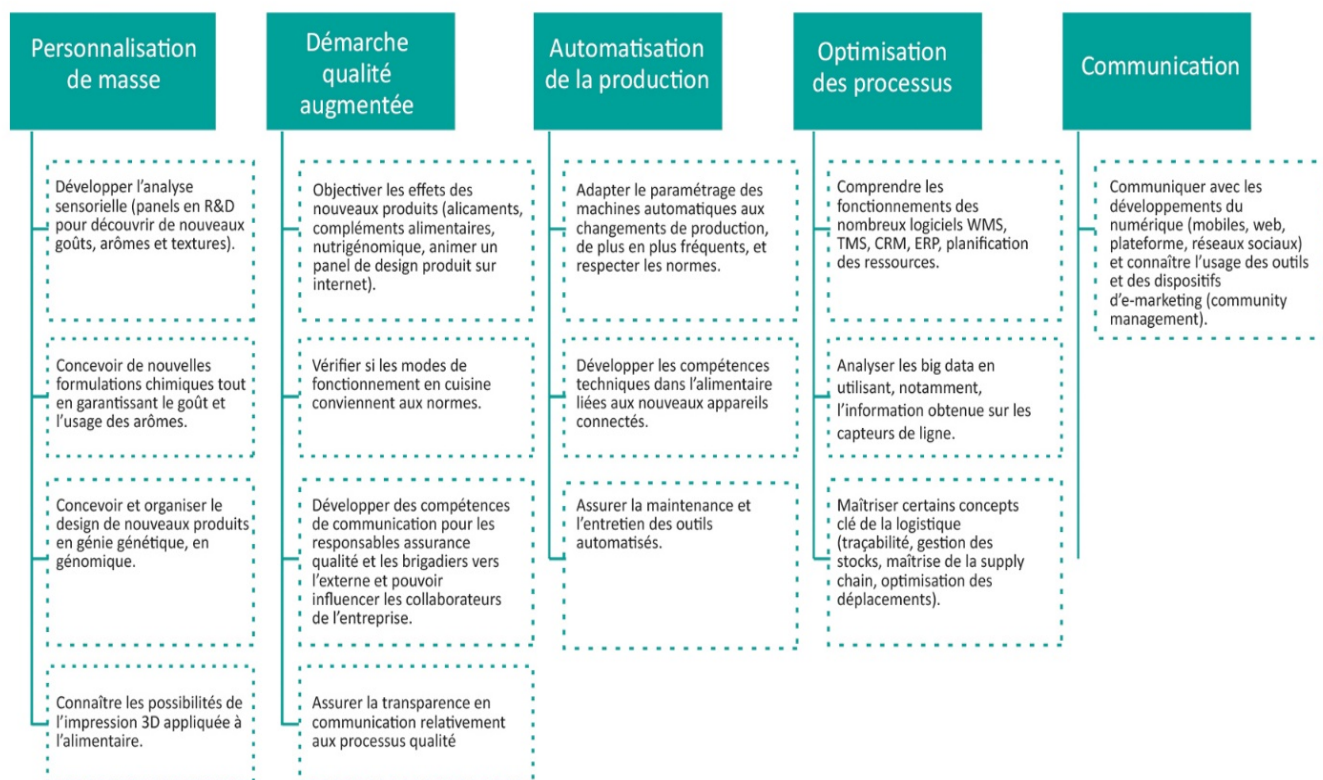 Personnalisation
de masse
Développer l’analyse
sensorielle (panels en R&D
pour découvrir de nouveaux
goûts, arômes et textures).
Concevoir de nouvelles
formulations chimiques tout
en garantissant le goût et
l’usage des arômes.
Concevoir et organiser le
design de nouveaux produits
en génie génétique, en
génomique.
Connaître les possibilités de
l’impression 3D appliquée à
l’alimentaire.
Démarche
qualité
augmentée
Objectiver les effets des
nouveaux produits (alicaments,
compléments alimentaires,
nutrigénomique, animer un
panel de design produit sur
internet).
Vérifier si les modes de
fonctionnement en cuisine
conviennent aux normes.
Développer des compétences
de communication pour les
responsables assurance
qualité et les brigadiers vers
l’externe et pouvoir
influencer les collaborateurs
de l’entreprise.
Assurer la transparence en
communication relativement
aux processus qualité
Automatisation
de la production
Adapter le paramétrage des
machines automatiques aux
changements de production,
de plus en plus fréquents, et
respecter les normes.
Développer les compétences
techniques dans l’alimentaire
liées aux nouveaux appareils
connectés.
Assurer la maintenance et
l’entretien des outils
automatisés.
Optimisation
des processus
Comprendre les
fonctionnements des
nombreux logiciels WMS,
TMS, CRM, ERP, planification
des ressources.
Analyser les big data en
utilisant, notamment,
l’information obtenue sur les
capteurs de ligne.
Maîtriser certains concepts
clé de la logistique
(traçabilité, gestion des
stocks, maîtrise de la supply
chain, optimisation des
déplacements).
Communication
Communiquer avec les
développements du
numérique (mobiles, web,
plateforme, réseaux sociaux)
et connaître l’usage des outils
et des dispositifs
d’e-marketing (community
management).